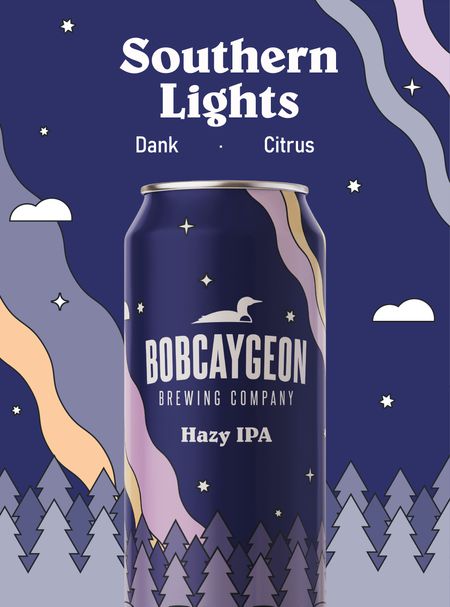 Southern
Lights
Dank · Citrus
BOBCAYGEON
BREWING COMPANY
Hazy IPA